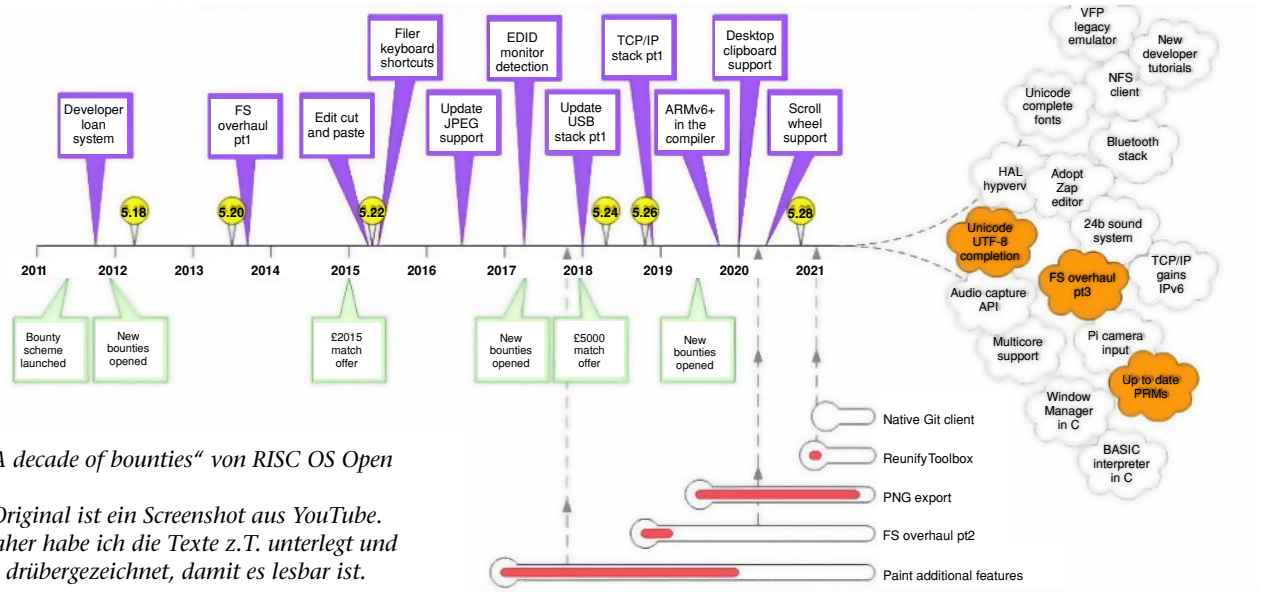 Filer
keyboard
shortcuts
EDID
monitor
detection
TCP/IP
stack pt1
Desktop
clipboard
support
Developer
loan
system
FS
overhaul
pt1
Edit cut
and paste
Update
JPEG
support
Update
USB
stack pt1
ARMv6+
in the
compiler
Scroll
wheel
support
5.18
5.20
5.22
5.24
5.26
5.28
2011
2012
2013
2014
2015
2016
2017
2018
2019
2020
2021
Bounty
scheme
launched
New
bounties
opened
£2015
match
offer
New
bounties
opened
£5000
match
offer
New
bounties
opened
VFP
legacy
emulator
New
developer
tutorials
NFS
client
Unicode
complete
fonts
Bluetooth
stack
HAL
hypverv
Adopt
Zap
editor
24b sound
system
Unicode
UTF-8
completion
TCP/IP
gains
IPv6
FS overhaul
pt3
Audio capture
API
Multicore
support
Pi camera
input
Up to date
PRMs
Window
Manager
in C
BASIC
interpreter
in C
Native Git client
Reunify Toolbox
PNG export
FS overhaul pt2
Paint additional features
A decade of bounties“ von RISC OS Open
Original ist ein Screenshot aus YouTube.
aher habe ich die Texte z.T. unterlegt und
drübergezeichnet, damit es lesbar ist.